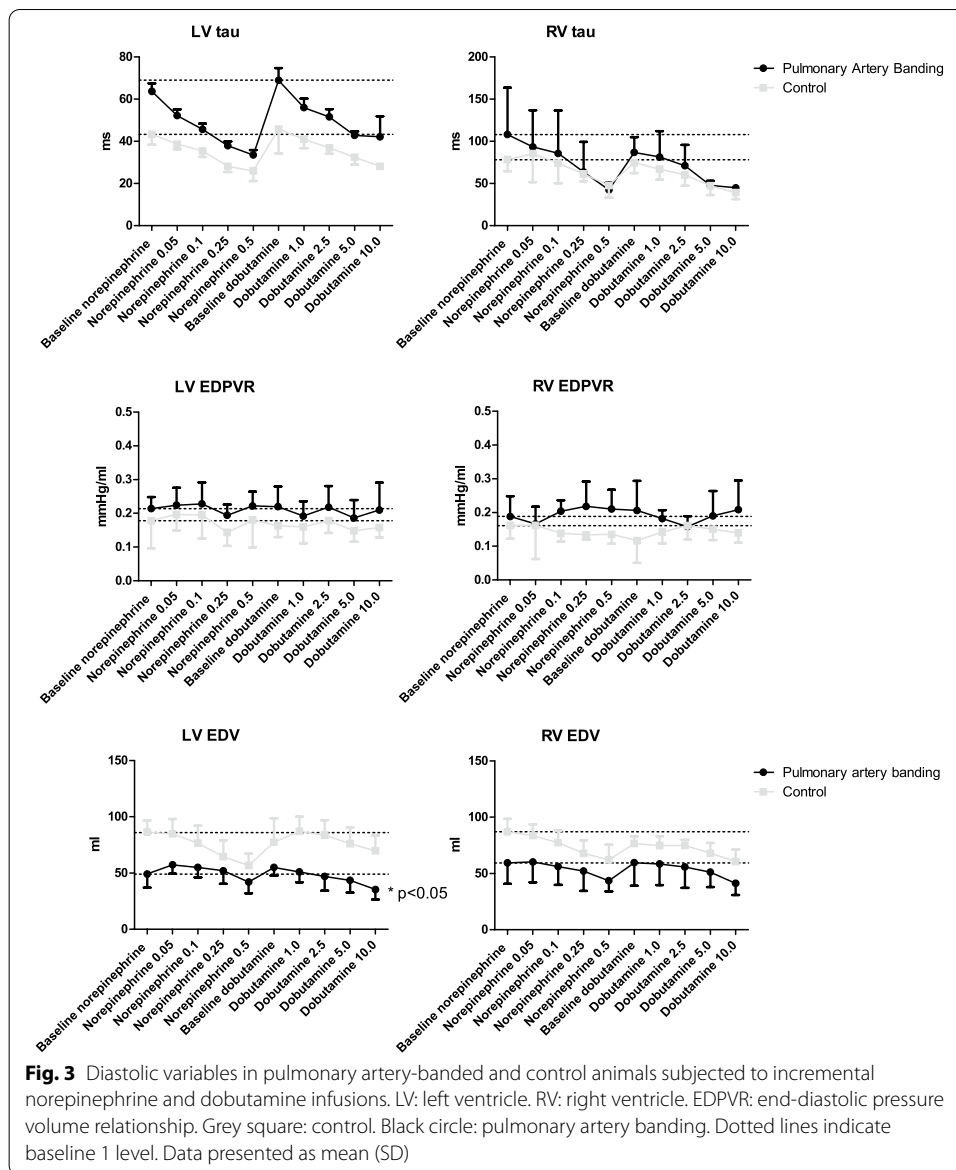 LV tau
RV tau
Pulmonary Artery Banding
Control
80
60
40
20
0
ms
200
150
100
50
0
ms
Baseline norepinephrine
Norepinephrine 0.05
Norepinephrine 0.1
Norepinephrine 0.25
Norepinephrine 0.5
Baseline dobutamine
Dobutamine 1.0
Dobutamine 2.5
Dobutamine 5.0
Dobutamine 10.0
Baseline norepinephrine
Norepinephrine 0.05
Norepinephrine 0.1
Norepinephrine 0.25
Norepinephrine 0.5
Baseline dobutamine
Dobutamine 1.0
Dobutamine 2.5
Dobutamine 5.0
Dobutamine 10.0
LV EDPVR
RV EDPVR
0.5
0.4
0.3
0.2
0.1
0.0
mmHg/ml
0.5
0.4
0.3
0.2
0.1
0.0
mmHg/ml
Baseline norepinephrine
Norepinephrine 0.05
Norepinephrine 0.1
Norepinephrine 0.25
Norepinephrine 0.5
Baseline dobutamine
Dobutamine 1.0
Dobutamine 2.5
Dobutamine 5.0
Dobutamine 10.0
Baseline norepinephrine
Norepinephrine 0.05
Norepinephrine 0.1
Norepinephrine 0.25
Norepinephrine 0.5
Baseline dobutamine
Dobutamine 1.0
Dobutamine 2.5
Dobutamine 5.0
Dobutamine 10.0
LV EDV
RV EDV
Pulmonary artery banding
Control
150
100
50
0
ml
* p<0.05
150
100
50
0
ml
Baseline norepinephrine
Norepinephrine 0.05
Norepinephrine 0.1
Norepinephrine 0.25
Norepinephrine 0.5
Baseline dobutamine
Dobutamine 1.0
Dobutamine 2.5
Dobutamine 5.0
Dobutamine 10.0
Baseline norepinephrine
Norepinephrine 0.05
Norepinephrine 0.1
Norepinephrine 0.25
Norepinephrine 0.5
Baseline dobutamine
Dobutamine 1.0
Dobutamine 2.5
Dobutamine 5.0
Dobutamine 10.0
Fig. 3 Diastolic variables in pulmonary artery-banded and control animals subjected to incremental
norepinephrine and dobutamine infusions. LV: left ventricle. RV: right ventricle. EDPVR: end-diastolic pressure
volume relationship. Grey square: control. Black circle: pulmonary artery banding. Dotted lines indicate
baseline 1 level. Data presented as mean (SD)